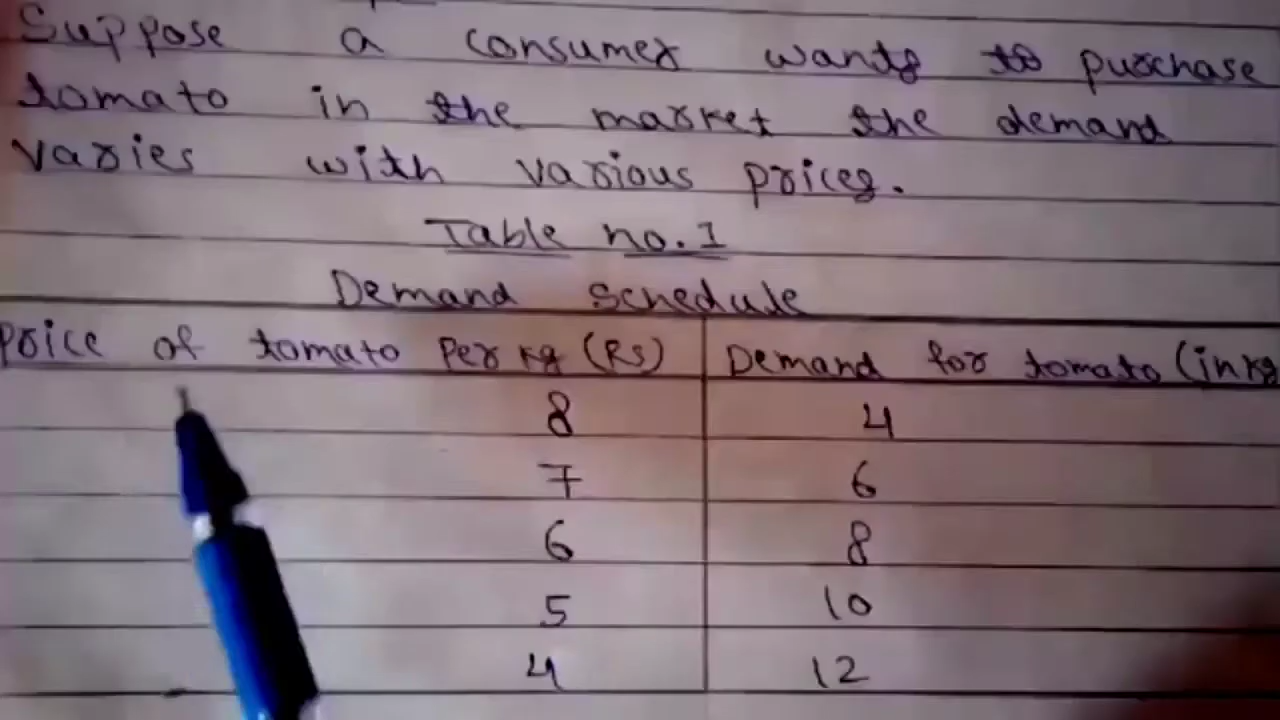 Suppose a consumer wants to purchase
tomato in the market the demand
varies with various prices.
Table no. 1
Demand schedule
Price of tomato Per kg (Rs) Demand for tomato (in kg
8 4
7 6
6 8
5 10
4 12